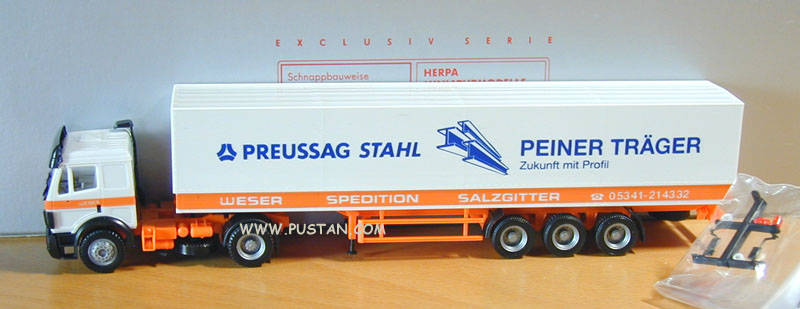 EXCLUSIV SERIE
Schnappbauweise
HERPA
PREUSSAG STAHL
PEINER TRÄGER
Zukunft mit Profil
WESER SPEDITION SALZGITTER ☎ 05341-214332
WWW.PUSTAN.COM